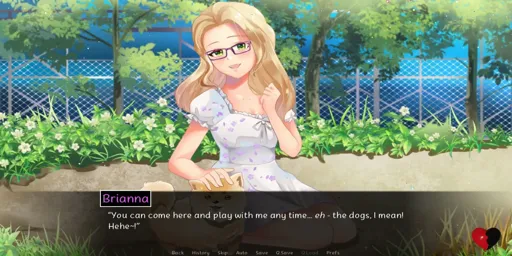 Brianna
"You can come here and play with me any time... eh - the dogs, I mean!
Hehe~!"
Back History Skip Auto Save Q.Save Q.Load Prefs